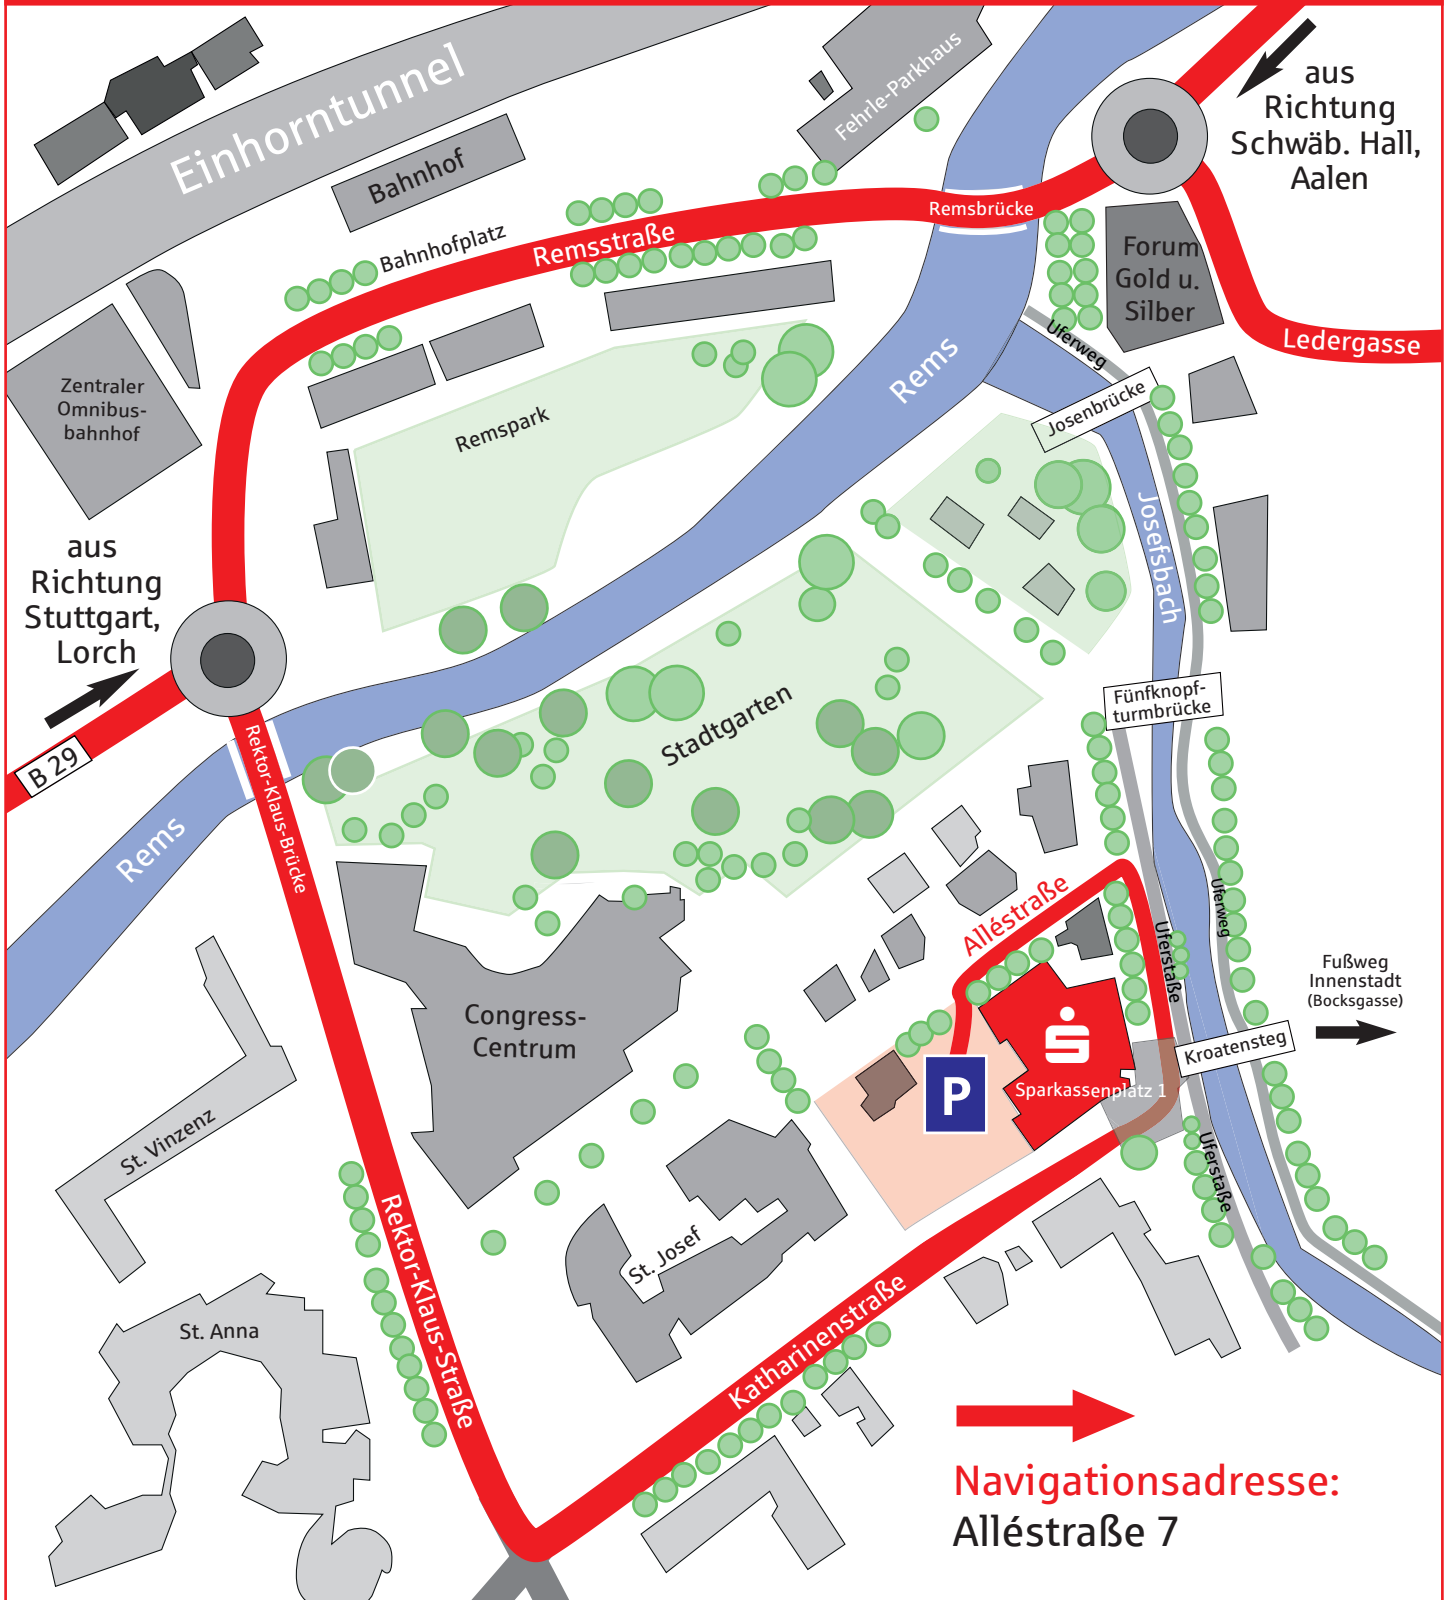 Einhorntunnel
Bahnhof
Fehrle-Parkhaus
aus
Richtung
Schwäb. Hall,
Aalen
Bahnhofplatz
Remsstraße
Remsbrücke
Forum
Gold u.
Silber
Uferweg
Ledergasse
Zentraler
Omnibus-
bahnhof
Remspark
Rems
Josenbrücke
Josefsbach
aus
Richtung
Stuttgart,
Lorch
B 29
Rektor-Klaus-Brücke
Rems
Stadtgarten
Fünfknopf-
turmbrücke
Alléstraße
Uferstaße
Uferweg
Fußweg
Innenstadt
(Bocksgasse)
Congress-
Centrum
Kroatensteg
P
S
Sparkassenplatz 1
Uferstaße
St. Vinzenz
Rektor-Klaus-Straße
St. Josef
St. Anna
Katharinenstraße
Navigationsadresse:
Alléstraße 7